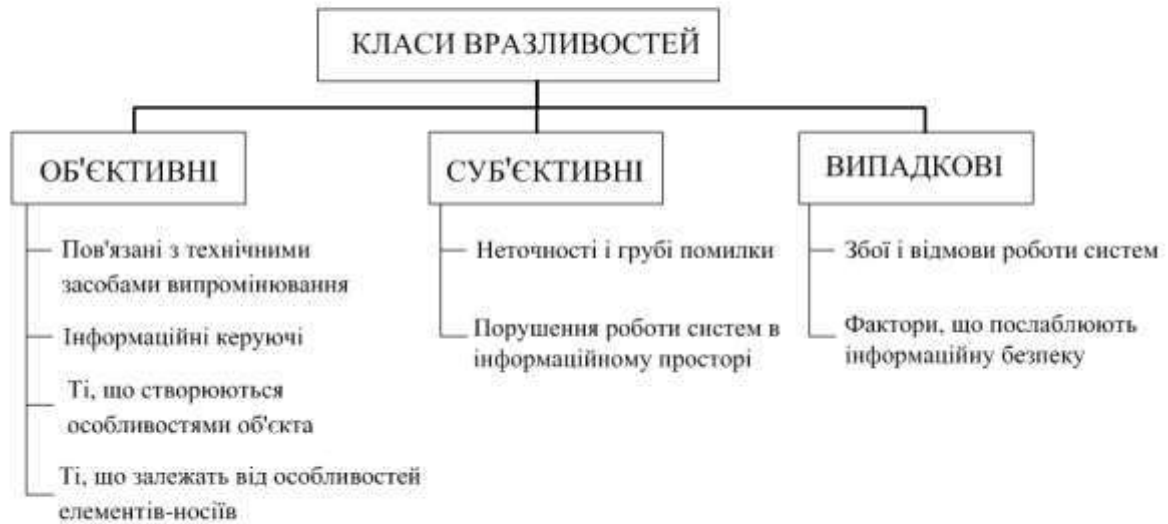 КЛАСИ ВРАЗЛИВОСТЕЙ
ОБ'ЄКТИВНІ
Пов'язані з технічними
засобами випромінювання
Інформаційні керуючі
Ті, що створюються
особливостями об'єкта
Ті, що залежать від особливостей
елементів-носіїв
СУБ'ЄКТИВНІ
Неточності і грубі помилки
Порушення роботи систем в
інформаційному просторі
ВИПАДКОВІ
Збої і відмови роботи систем
Фактори, що послаблюють
інформаційну безпеку